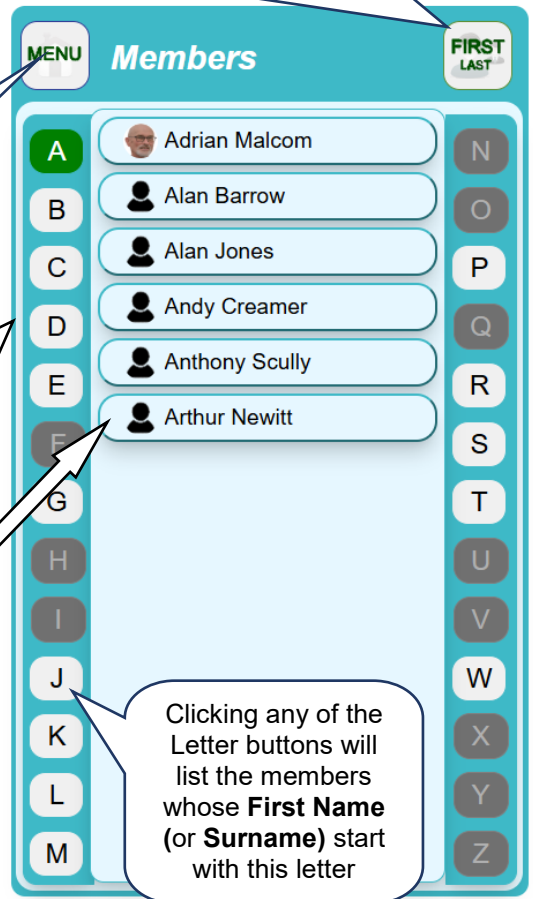 MENU
Members
FIRST
LAST
A
B
C
D
E
F
G
H
I
J
K
L
M
Adrian Malcom
Alan Barrow
Alan Jones
Andy Creamer
Anthony Scully
Arthur Newitt
N
O
P
Q
R
S
T
U
V
W
X
Y
Z
Clicking any of the
Letter buttons will
list the members
whose First Name
(or Surname) start
with this letter